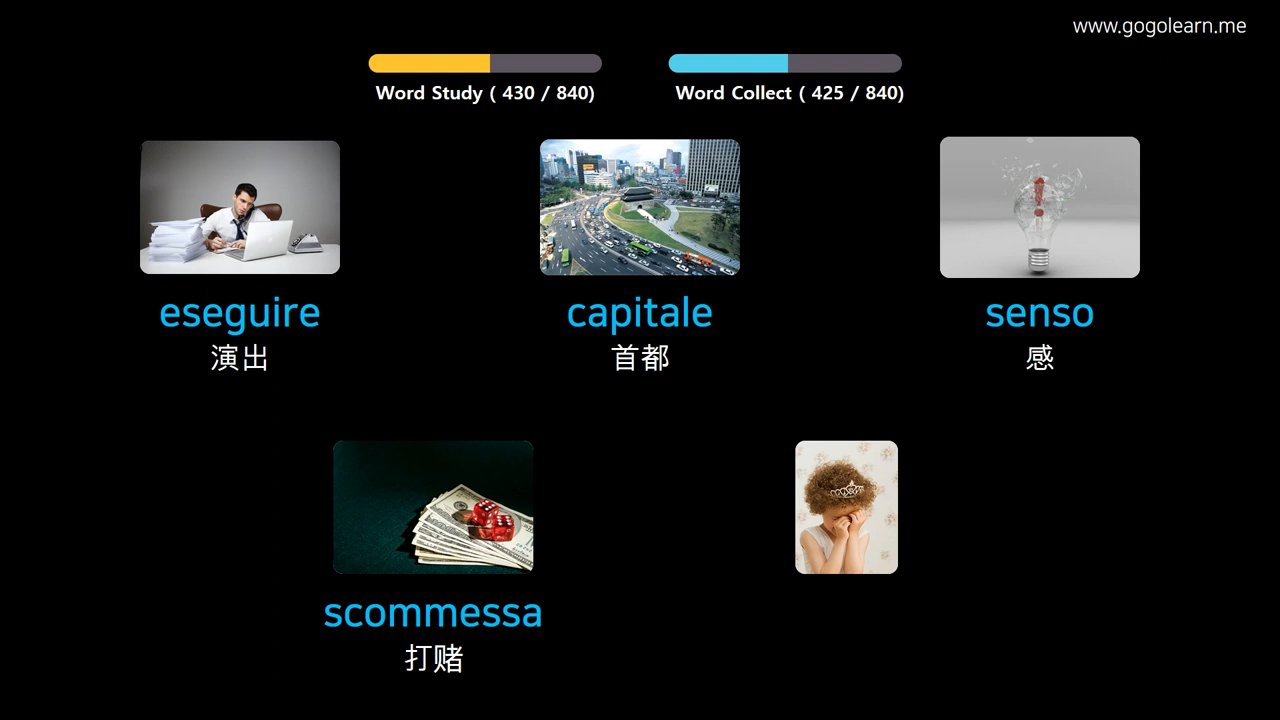 www.gogolearn.me
Word Study ( 430 / 840)
Word Collect ( 425 / 840)
eseguire
演出
capitale
首都
senso
感
scommessa
打赌